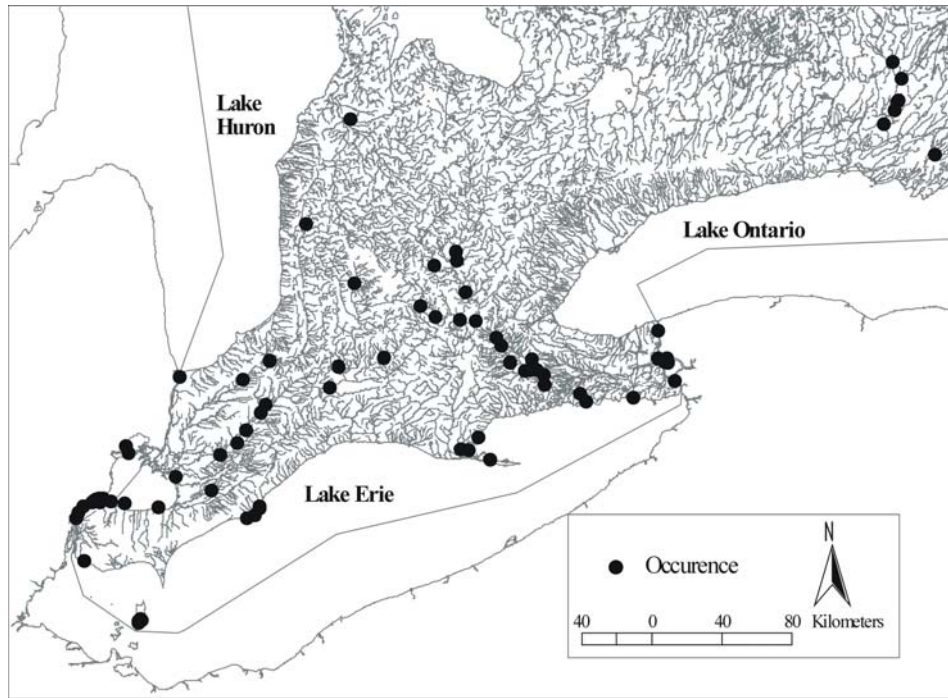 Lake
Huron
Lake Ontario
Lake Erie
N
Occurence
Kilometers
40 0 40 80